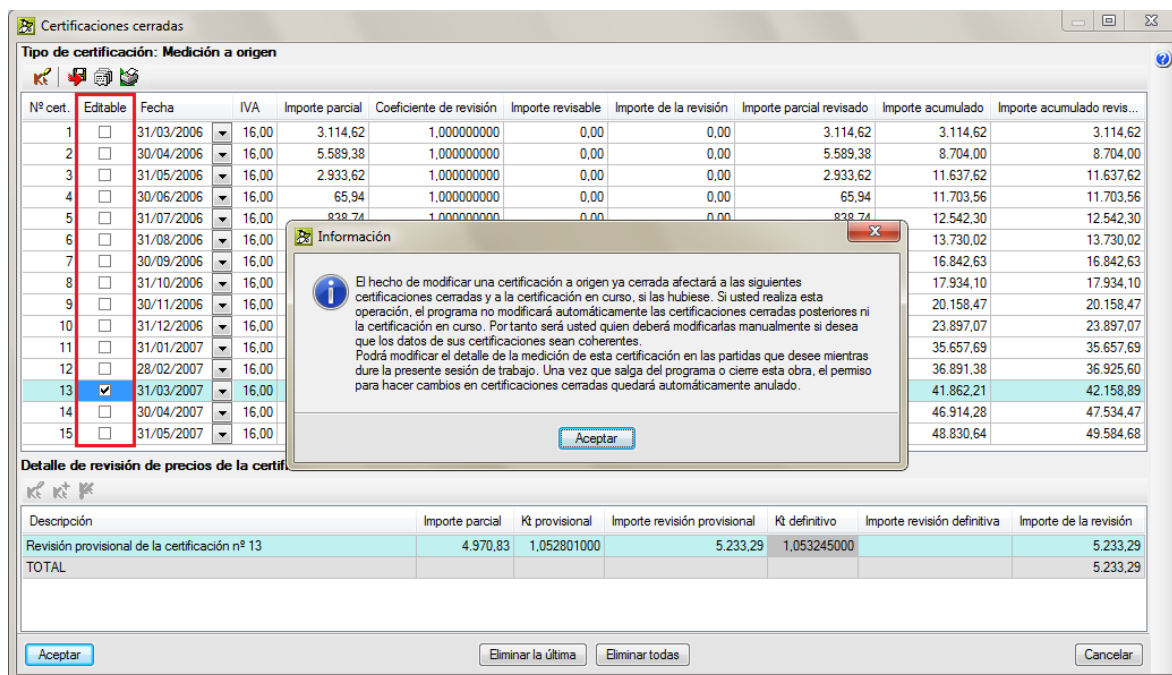 Certificaciones cerradas
Tipo de certificación: Medición a origen
Nº cert. Editable Fecha IVA Importe parcial Coeficiente de revisión Importe revisable Importe de la revisión Importe parcial revisado Importe acumulado Importe acumulado revis...
1 31/03/2006 16,00 3.114,62 1,000000000 0,00 0,00 3.114,62 3.114,62 3.114,62
2 30/04/2006 16,00 5.589,38 1,000000000 0,00 0,00 5.589,38 8.704,00 8.704,00
3 31/05/2006 16,00 2.933,62 1,000000000 0,00 0,00 2.933,62 11.637,62 11.637,62
4 30/06/2006 16,00 65,94 1,000000000 0,00 0,00 65,94 11.703,56 11.703,56
5 31/07/2006 16,00 838,74 1,000000000 0,00 0,00 838,74 12.542,30 12.542,30
6 31/08/2006 16,00 13.730,02 13.730,02
7 30/09/2006 16,00 16.842,63 16.842,63
8 31/10/2006 16,00 17.934,10 17.934,10
9 30/11/2006 16,00 20.158,47 20.158,47
10 31/12/2006 16,00 23.897,07 23.897,07
11 31/01/2007 16,00 35.657,69 35.657,69
12 28/02/2007 16,00 36.891,38 36.925,60
13 31/03/2007 16,00 41.862,21 42.158,89
14 30/04/2007 16,00 46.914,28 47.534,47
15 31/05/2007 16,00 48.830,64 49.584,68
Información
El hecho de modificar una certificación a origen ya cerrada afectará a las siguientes
certificaciones cerradas y a la certificación en curso, si las hubiese. Si usted realiza esta
operación, el programa no modificará automáticamente las certificaciones cerradas posteriores ni
la certificación en curso. Por tanto será usted quien deberá modificarlas manualmente si desea
que los datos de sus certificaciones sean coherentes.
Podrá modificar el detalle de la medición de esta certificación en las partidas que desee mientras
dure la presente sesión de trabajo. Una vez que salga del programa o cierre esta obra, el permiso
para hacer cambios en certificaciones cerradas quedará automáticamente anulado.
Aceptar
Detalle de revisión de precios de la certifi
Descripción Importe parcial Kt provisional Importe revisión provisional Kt definitivo Importe revisión definitiva Importe de la revisión
Revisión provisional de la certificación nº 13 4.970,83 1,052801000 5.233,29 1,053245000 5.233,29
TOTAL 5.233,29
Aceptar Eliminar la última Eliminar todas Cancelar